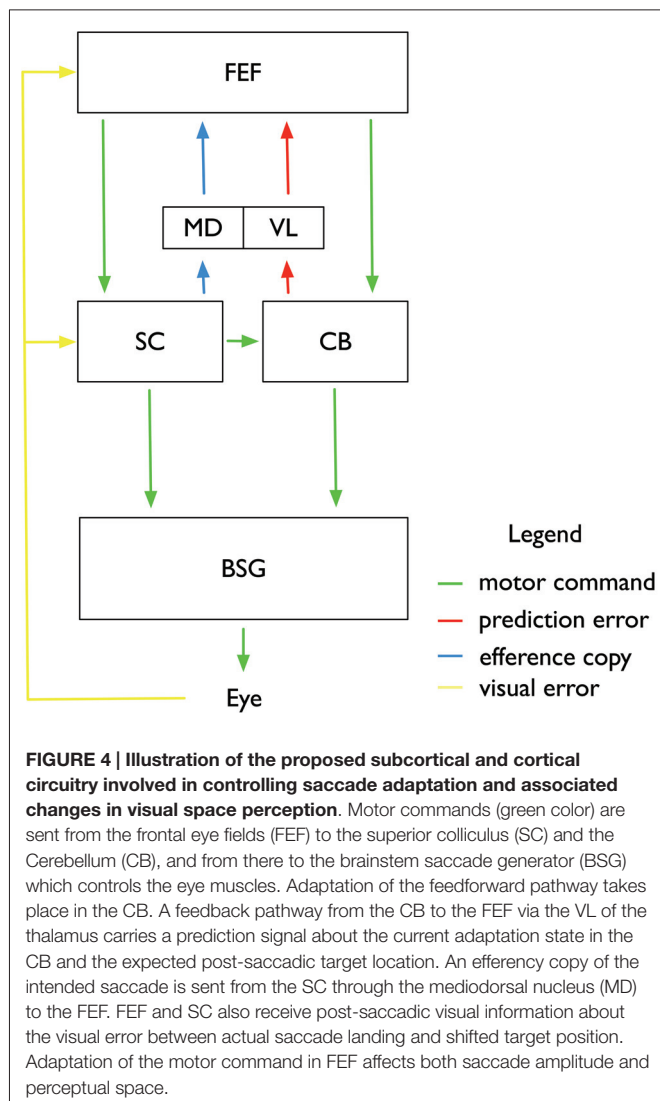 FEF
MD
VL
SC
CB
BSG
Eye
Legend
motor command
prediction error
efference copy
visual error
FIGURE 4 | Illustration of the proposed subcortical and cortical
circuitry involved in controlling saccade adaptation and associated
changes in visual space perception. Motor commands (green color) are
sent from the frontal eye fields (FEF) to the superior colliculus (SC) and the
Cerebellum (CB), and from there to the brainstem saccade generator (BSG)
which controls the eye muscles. Adaptation of the feedforward pathway takes
place in the CB. A feedback pathway from the CB to the FEF via the VL of the
thalamus carries a prediction signal about the current adaptation state in the
CB and the expected post-saccadic target location. An efferency copy of the
intended saccade is sent from the SC through the mediodorsal nucleus (MD)
to the FEF. FEF and SC also receive post-saccadic visual information about
the visual error between actual saccade landing and shifted target position.
Adaptation of the motor command in FEF affects both saccade amplitude and
perceptual space.